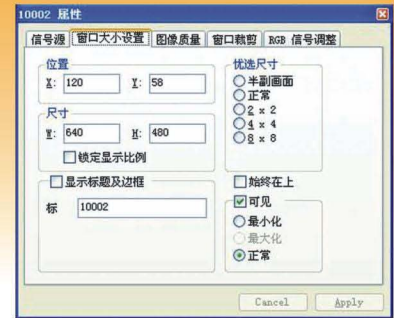 10002 属性
信号源 窗口大小设置 图像质量 窗口裁剪 RGB 信号调整
位置
X: 120 Y: 58
尺寸
W: 640 H: 480
锁定显示比例
显示标题及边框
标 10002
优选尺寸
半副画面
正常
2 x 2
4 x 4
8 x 8
始终在上
可见
最小化
最大化
正常
Cancel Apply